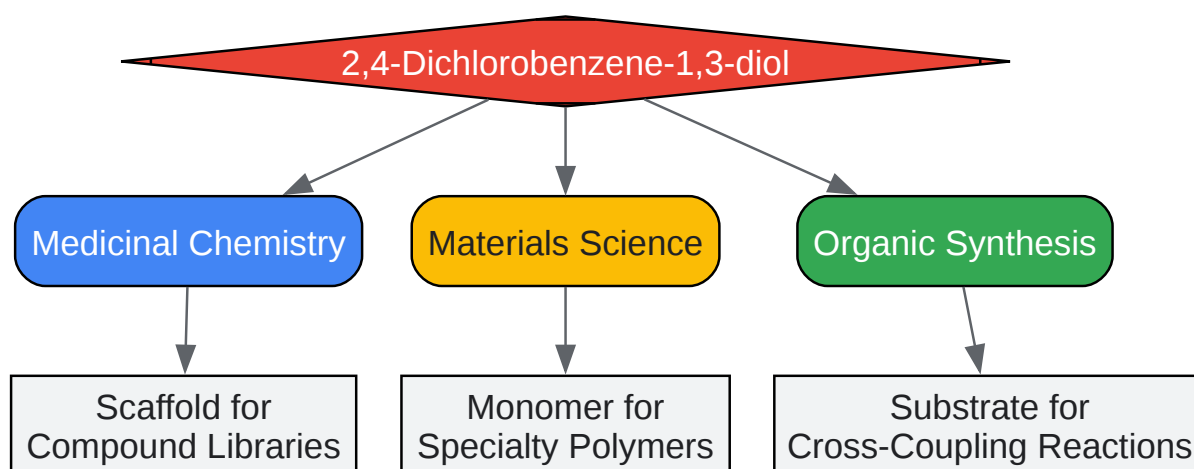 2,4-Dichlorobenzene-1,3-diol
Medicinal Chemistry
Materials Science
Organic Synthesis
Scaffold for
Compound Libraries
Monomer for
Specialty Polymers
Substrate for
Cross-Coupling Reactions